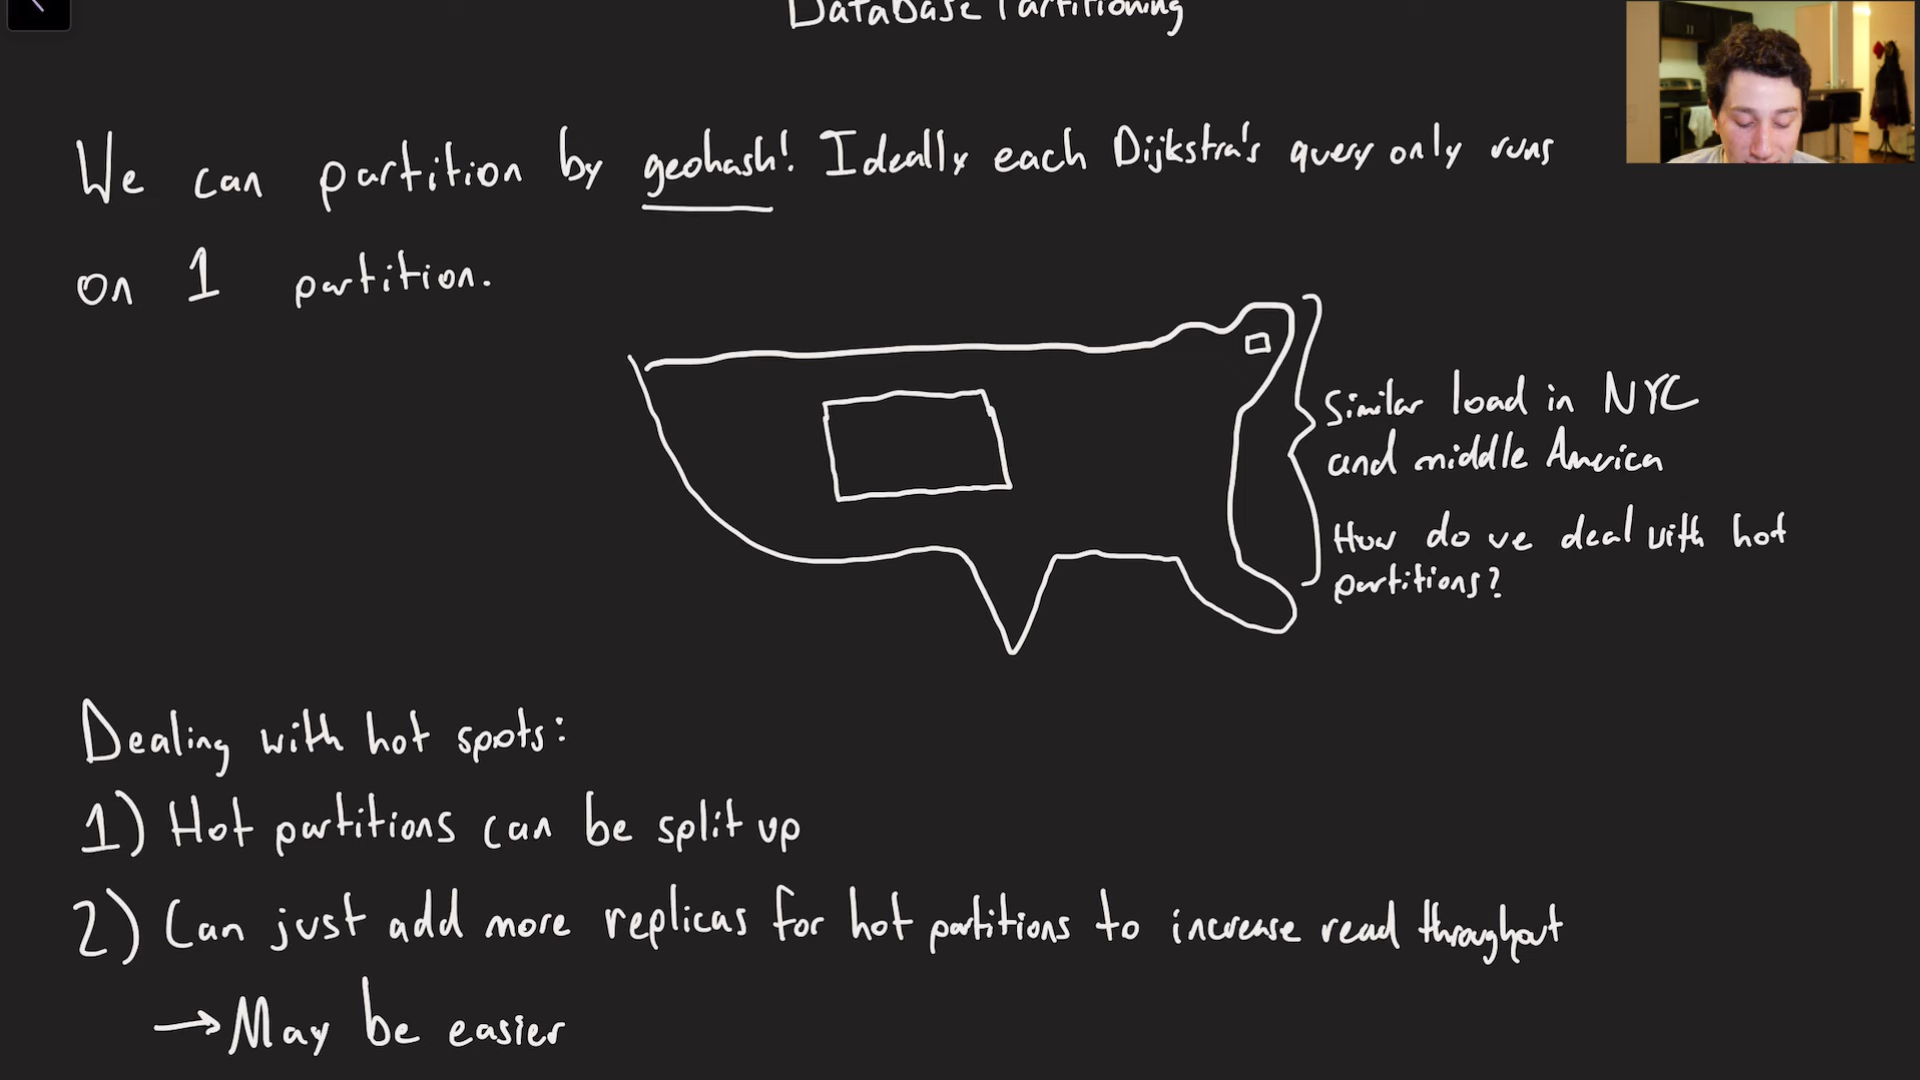 Database Partitioning
We can partition by geohash! Ideally each Dijkstra's query only runs
on 1 partition.
Similar load in NYC
and middle America
How do we deal with hot
partitions?
Dealing with hot spots:
1) Hot partitions can be split up
2) Can just add more replicas for hot partitions to increase read throughput
→ May be easier